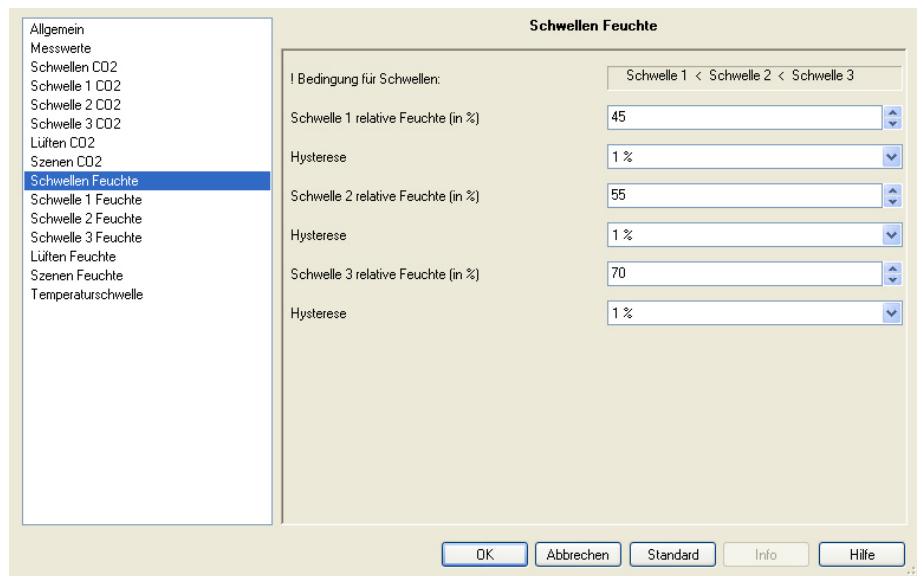 Allgemein
Messwerte
Schwellen CO2
Schwelle 1 CO2
Schwelle 2 CO2
Schwelle 3 CO2
Lüften CO2
Szenen CO2
Schwellen Feuchte
Schwelle 1 Feuchte
Schwelle 2 Feuchte
Schwelle 3 Feuchte
Lüften Feuchte
Szenen Feuchte
Temperaturschwelle
Schwellen Feuchte
! Bedingung für Schwellen: Schwelle 1 < Schwelle 2 < Schwelle 3
Schwelle 1 relative Feuchte (in %) 45
Hysterese 1 %
Schwelle 2 relative Feuchte (in %) 55
Hysterese 1 %
Schwelle 3 relative Feuchte (in %) 70
Hysterese 1 %
OK Abbrechen Standard Info Hilfe